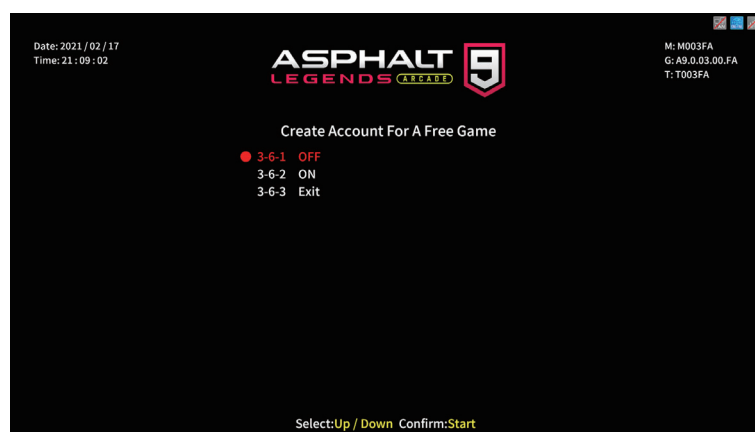 Date: 2021 / 02 / 17
Time: 21 : 09 : 02
ASPHALT 9
LEGENDS ARCADE
M: M003FA
G: A9.0.03.00.FA
T: T003FA
Create Account For A Free Game
3-6-1 OFF
3-6-2 ON
3-6-3 Exit
Select:Up / Down Confirm:Start